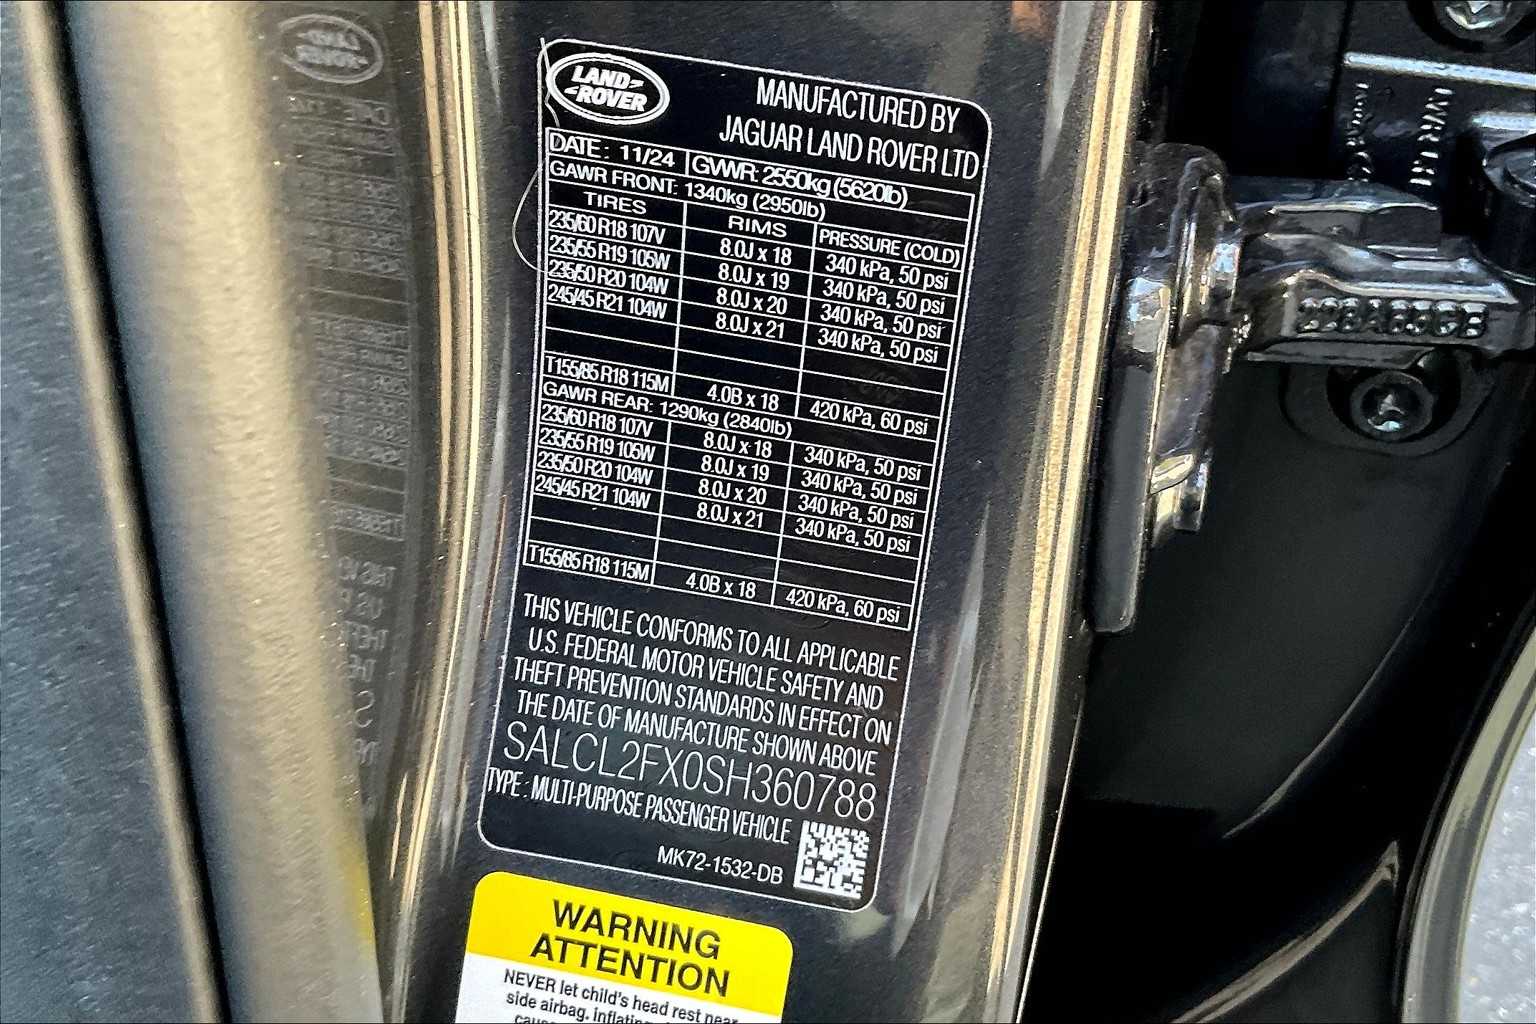 LAND ROVER
MANUFACTURED BY
JAGUAR LAND ROVER LTD
DATE: 11/24 GVWR: 2550kg (5620lb)
GAWR FRONT: 1340kg (2950lb)
TIRES RIMS PRESSURE (COLD)
235/60 R18 107V 8.0J x 18 340 kPa, 50 psi
235/55 R19 105W 8.0J x 19 340 kPa, 50 psi
235/50 R20 104W 8.0J x 20 340 kPa, 50 psi
245/45 R21 104W 8.0J x 21 340 kPa, 50 psi
T155/85 R18 115M 4.0B x 18 420 kPa, 60 psi
GAWR REAR: 1290kg (2840lb)
235/60 R18 107V 8.0J x 18 340 kPa, 50 psi
235/55 R19 105W 8.0J x 19 340 kPa, 50 psi
235/50 R20 104W 8.0J x 20 340 kPa, 50 psi
245/45 R21 104W 8.0J x 21 340 kPa, 50 psi
T155/85 R18 115M 4.0B x 18 420 kPa, 60 psi
THIS VEHICLE CONFORMS TO ALL APPLICABLE
U.S. FEDERAL MOTOR VEHICLE SAFETY AND
THEFT PREVENTION STANDARDS IN EFFECT ON
THE DATE OF MANUFACTURE SHOWN ABOVE
SALCL2FX0SH360788
TYPE: MULTI-PURPOSE PASSENGER VEHICLE
MK72-1532-DB
WARNING
ATTENTION
NEVER let child's head rest near
side airbag.